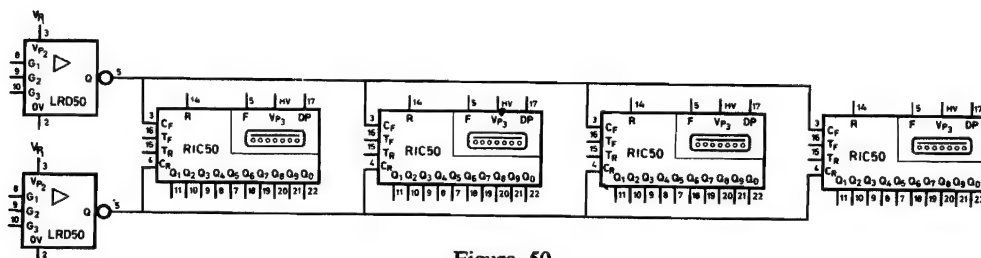 VR VR
3
VP2
8 G1
9 G2 Q 5
10 G3
0V LRD50
2
14 5 HV 17
R F VP3 DP
3 CF
16 TF
15 TR RIC50
4 CR
Q1 Q2 Q3 Q4 Q5 Q6 Q7 Q8 Q9 Q0
11 10 9 8 7 18 19 20 21 22
14 5 HV 17
R F VP3 DP
3 CF
16 TF
15 TR RIC50
4 CR
Q1 Q2 Q3 Q4 Q5 Q6 Q7 Q8 Q9 Q0
11 10 9 8 7 18 19 20 21 22
14 5 HV 17
R F VP3 DP
3 CF
16 TF
15 TR RIC50
4 CR
Q1 Q2 Q3 Q4 Q5 Q6 Q7 Q8 Q9 Q0
11 10 9 8 7 18 19 20 21 22
14 5 HV 17
R F VP3 DP
3 CF
16 TF
15 TR RIC50
4 CR
Q1 Q2 Q3 Q4 Q5 Q6 Q7 Q8 Q9 Q0
11 10 9 8 7 18 19 20 21 22
3
VP2
8 G1
9 G2 Q 5
10 G3
0V LRD50
2
Figure